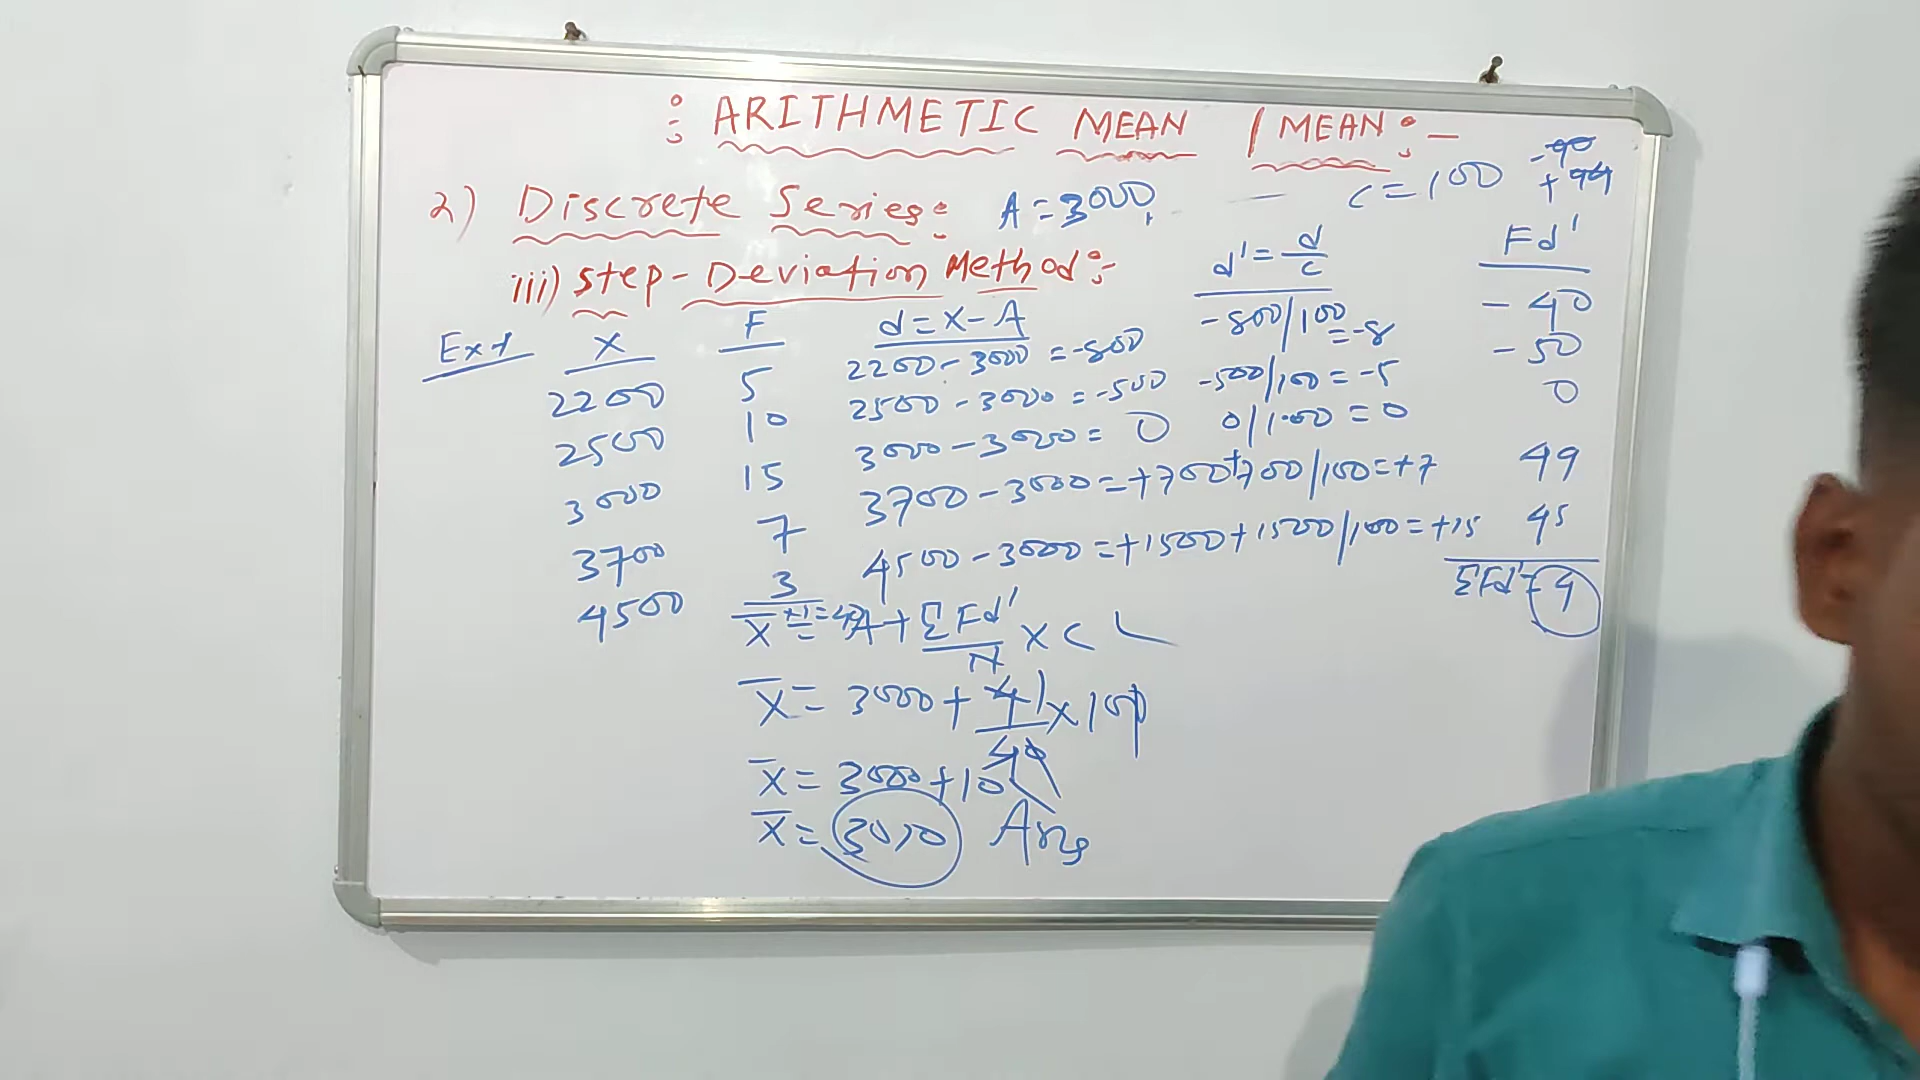 : ARITHMETIC MEAN / MEAN :-
-90
+94
2) Discrete Series: A = 3000, — C = 100
iii) Step-Deviation Method:-
Ex-1 X F d = X - A d' = d/c Fd'
2200 5 2200 - 3000 = -800 -800/100 = -8 - 40
2500 10 2500 - 3000 = -500 -500/100 = -5 - 50
3000 15 3000 - 3000 = 0 0/100 = 0 0
3700 7 3700 - 3000 = +700 +700/100 = +7 49
4500 3 4500 - 3000 = +1500 +1500/100 = +15 45
ΣFd' = 4
X̄ = A + ΣFd'/N X C
X̄ = 3000 + 4/40 X 100
X̄ = 3000 + 10
X̄ = 3010 Ans